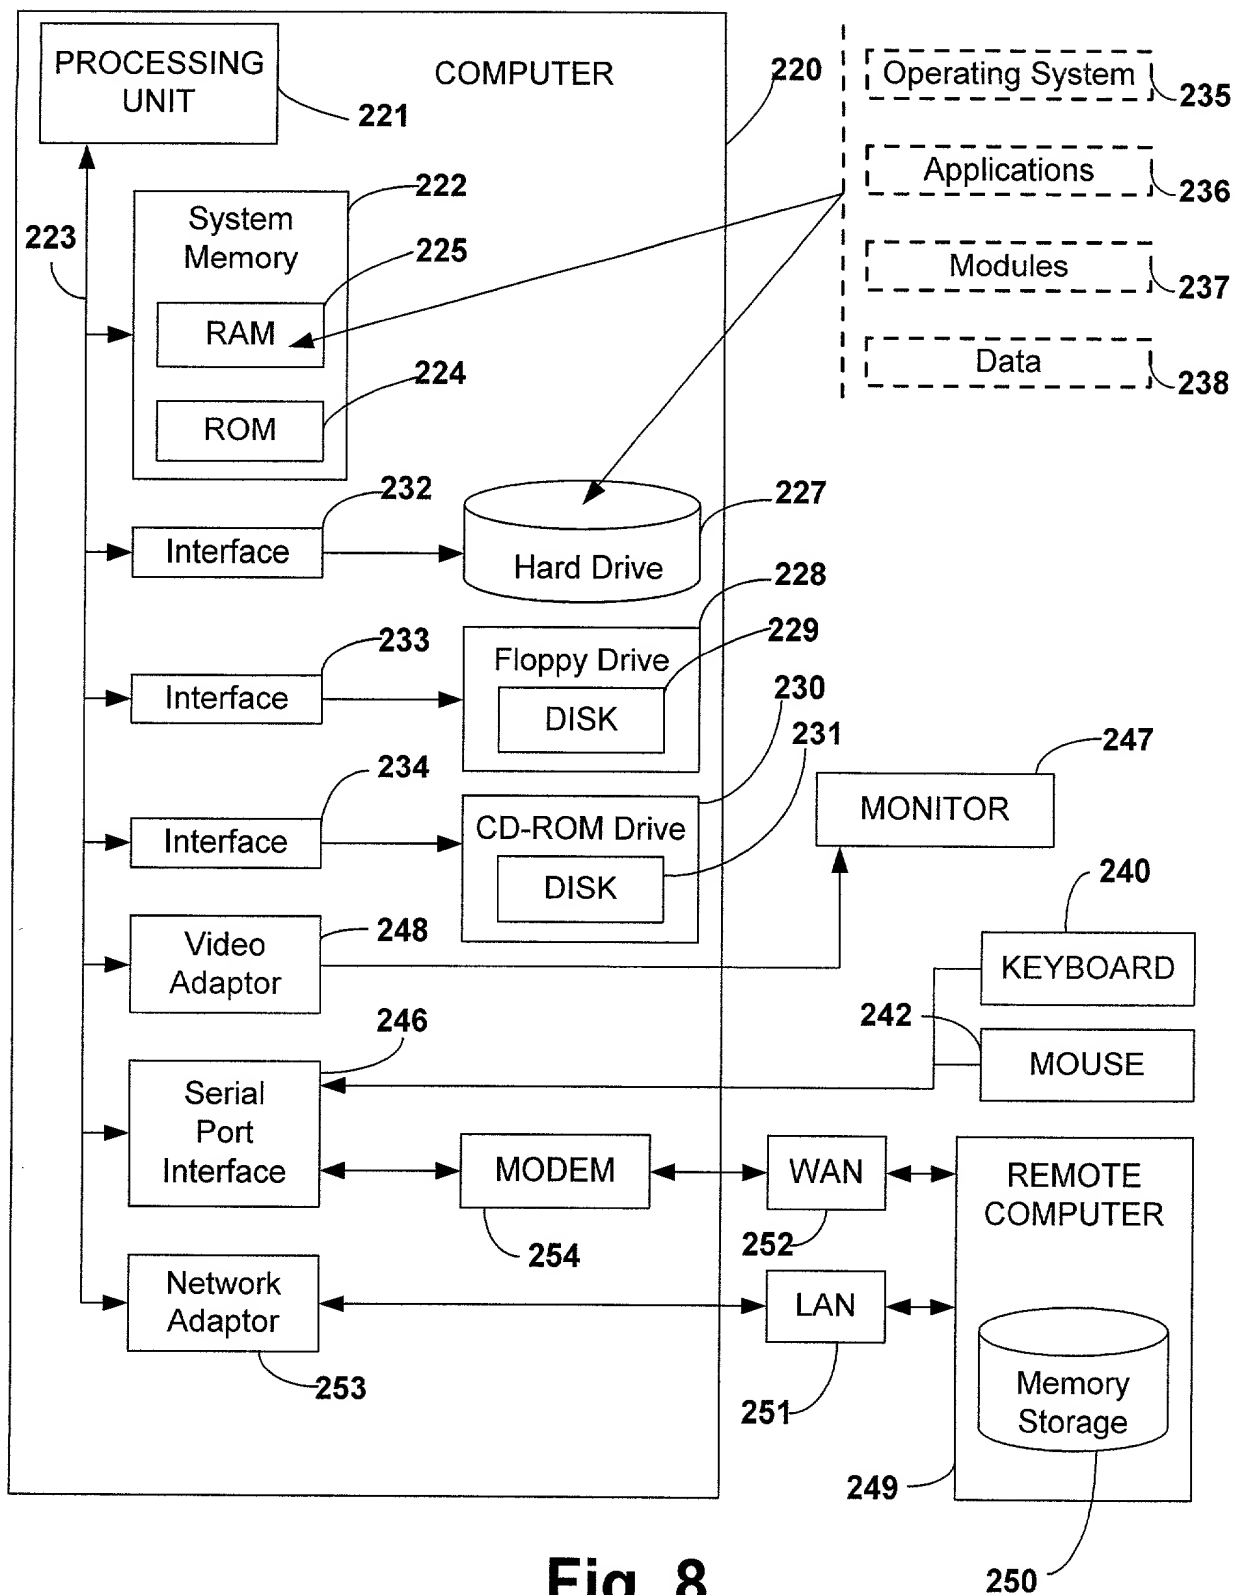 PROCESSING
UNIT
221
COMPUTER
220
Operating System
235
Applications
236
Modules
237
Data
238
223
System
Memory
222
225
RAM
224
ROM
232
Interface
227
Hard Drive
233
Interface
228
Floppy Drive
229
DISK
234
Interface
230
CD-ROM Drive
231
DISK
247
MONITOR
Video
Adaptor
248
240
KEYBOARD
242
MOUSE
246
Serial
Port
Interface
MODEM
254
WAN
252
REMOTE
COMPUTER
Network
Adaptor
253
LAN
251
Memory
Storage
249
250
Fig. 8